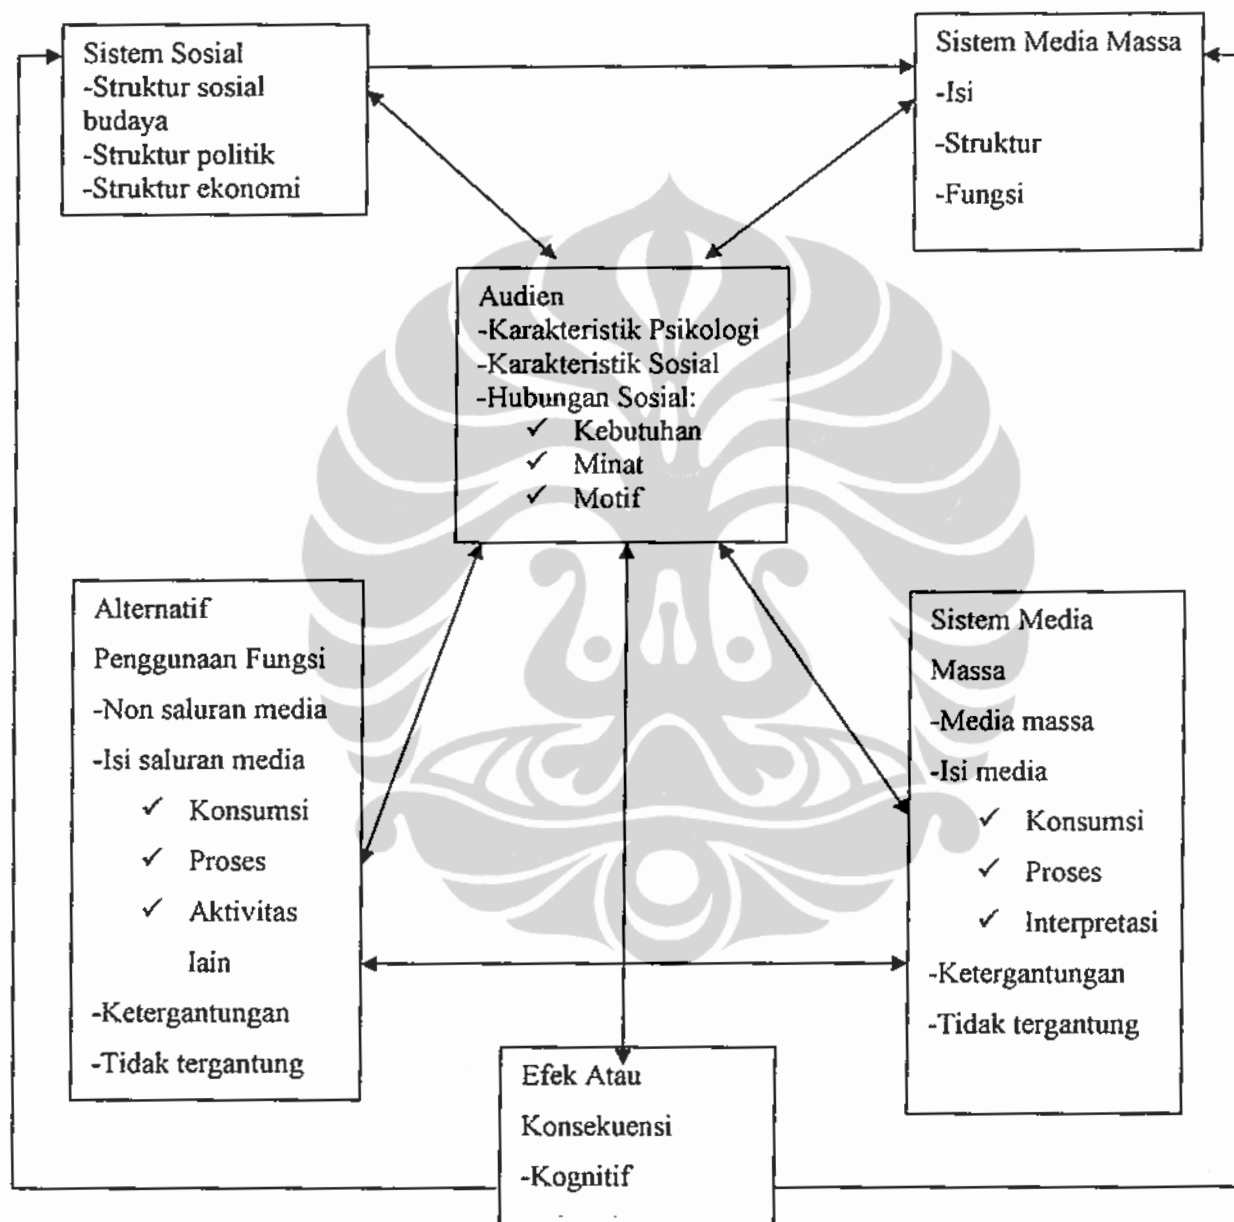 Sistem Sosial
-Struktur sosial
budaya
-Struktur politik
-Struktur ekonomi
Sistem Media Massa
-Isi
-Struktur
-Fungsi
Audien
-Karakteristik Psikologi
-Karakteristik Sosial
-Hubungan Sosial:
✓ Kebutuhan
✓ Minat
✓ Motif
Alternatif
Penggunaan Fungsi
-Non saluran media
-Isi saluran media
✓ Konsumsi
✓ Proses
✓ Aktivitas
lain
-Ketergantungan
-Tidak tergantung
Sistem Media
Massa
-Media massa
-Isi media
✓ Konsumsi
✓ Proses
✓ Interpretasi
-Ketergantungan
-Tidak tergantung
Efek Atau
Konsekuensi
-Kognitif